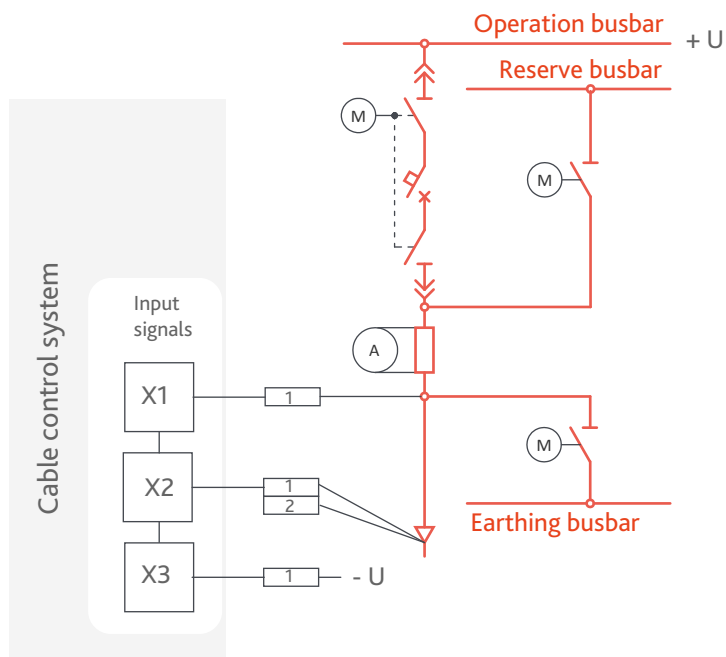 Operation busbar
+ U
Reserve busbar
M
M
Cable control system
Input
signals
A
X1
1
M
X2
1
2
Earthing busbar
X3
1
- U